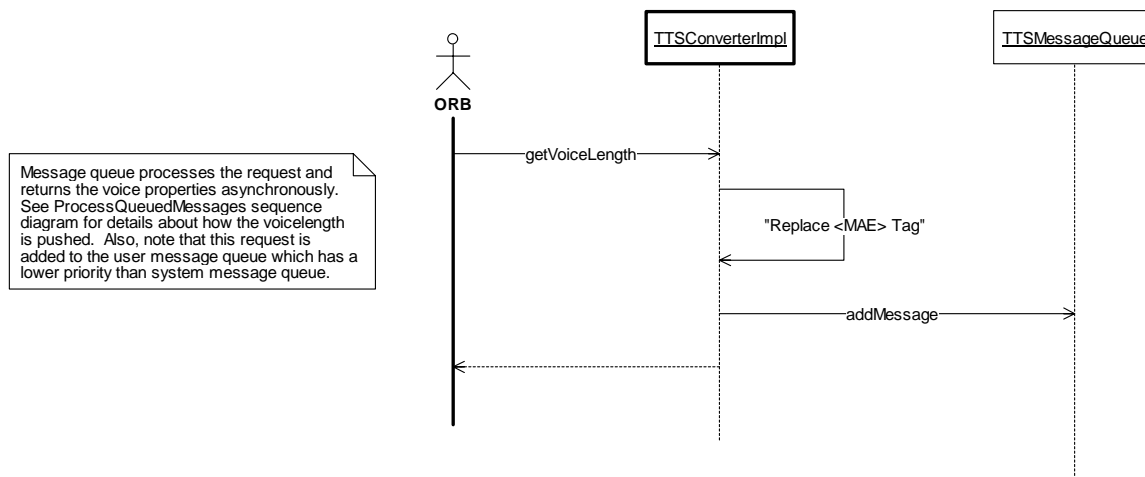 TTSConverterImpl
TTSMessageQueue
ORB
getVoiceLength
Message queue processes the request and
returns the voice properties asynchronously.
See ProcessQueuedMessages sequence
diagram for details about how the voicelength
is pushed.  Also, note that this request is
added to the user message queue which has a
lower priority than system message queue.
"Replace <MAE> Tag"
addMessage